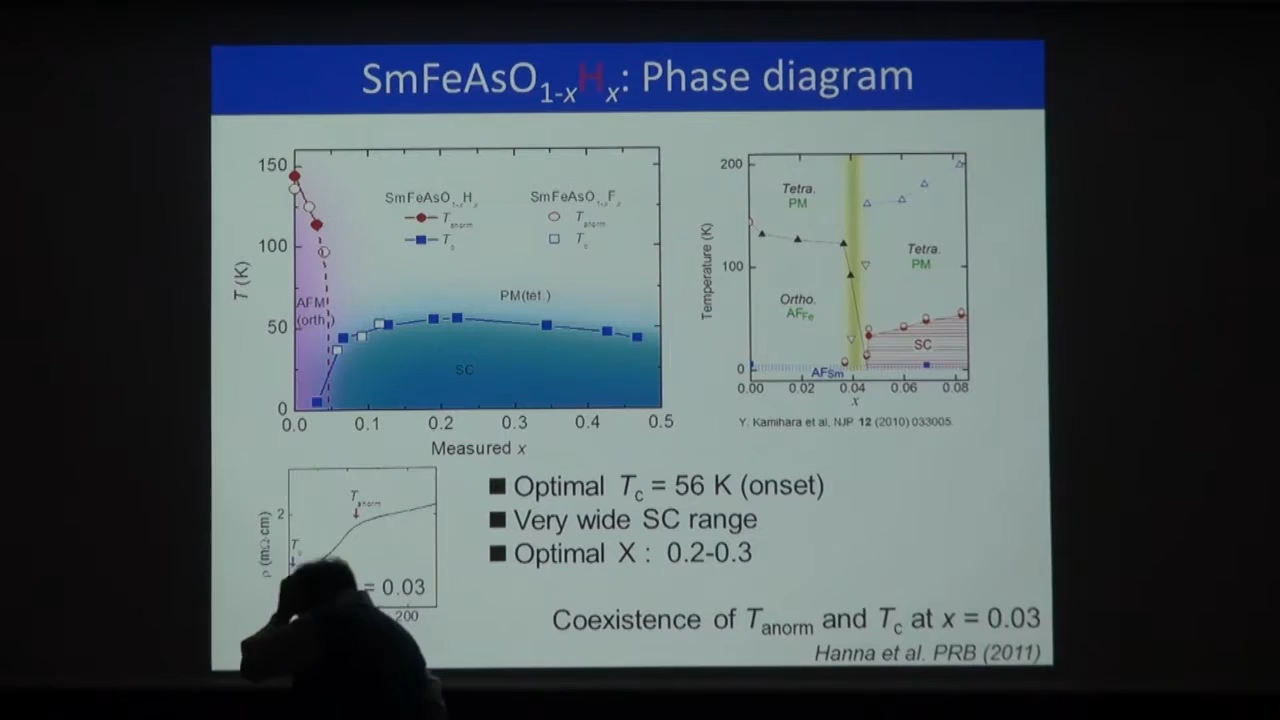 SmFeAsO1-xHx: Phase diagram
150
100
50
0
T (K)
0.0 0.1 0.2 0.3 0.4 0.5
Measured x
SmFeAsO1-xHx
Tanorm
Tc
SmFeAsO1-xFx
Tanorm
Tc
AFM
(orth.)
PM(tet.)
SC
200
100
0
Temperature (K)
0.00 0.02 0.04 0.06 0.08
x
Tetra.
PM
Ortho.
AFFe
Tetra.
PM
SC
AFSm
Y. Kamihara et al, NJP 12 (2010) 033005.
ρ (mΩ·cm)
2
Tanorm
Tc
= 0.03
200
■ Optimal Tc = 56 K (onset)
■ Very wide SC range
■ Optimal X : 0.2-0.3
Coexistence of Tanorm and Tc at x = 0.03
Hanna et al. PRB (2011)